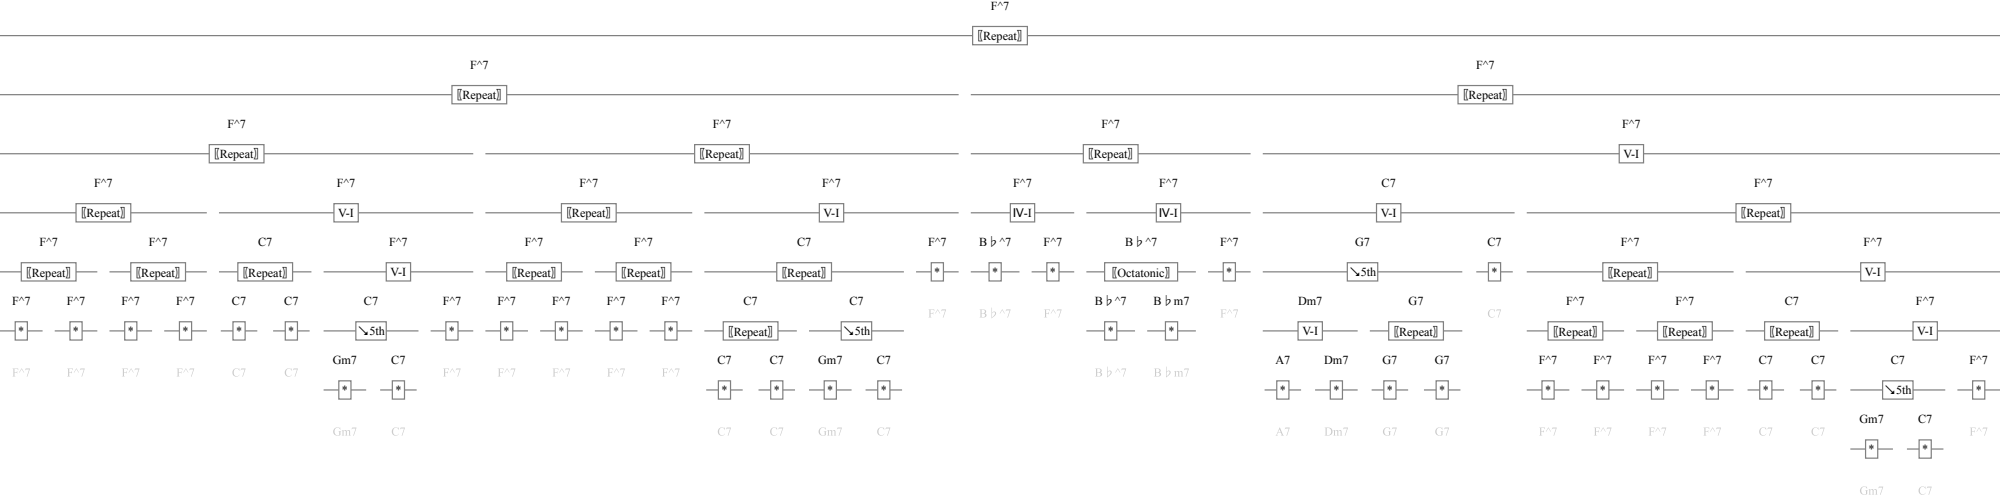 F^7
⟦Repeat⟧
F^7 F^7
⟦Repeat⟧ ⟦Repeat⟧
F^7 F^7 F^7 F^7
⟦Repeat⟧ ⟦Repeat⟧ ⟦Repeat⟧ V-I
F^7 F^7 F^7 F^7 F^7 F^7 C7 F^7
⟦Repeat⟧ V-I ⟦Repeat⟧ V-I Ⅳ-I Ⅳ-I V-I ⟦Repeat⟧
F^7 F^7 C7 F^7 F^7 F^7 C7 F^7 B♭^7 F^7 B♭^7 F^7 G7 C7 F^7 F^7
⟦Repeat⟧ ⟦Repeat⟧ ⟦Repeat⟧ V-I ⟦Repeat⟧ ⟦Repeat⟧ ⟦Repeat⟧ * * * ⟦Octatonic⟧ * ↘5th * ⟦Repeat⟧ V-I
F^7 F^7 F^7 F^7 C7 C7 C7 F^7 F^7 F^7 F^7 F^7 C7 C7 F^7 B♭^7 F^7 B♭^7 B♭m7 F^7 Dm7 G7 C7 F^7 F^7 C7 F^7
* * * * * * ↘5th * * * * * ⟦Repeat⟧ ↘5th * * V-I ⟦Repeat⟧ ⟦Repeat⟧ ⟦Repeat⟧ ⟦Repeat⟧ V-I
F^7 F^7 F^7 F^7 C7 C7 Gm7 C7 F^7 F^7 F^7 F^7 F^7 C7 C7 Gm7 C7 B♭^7 B♭m7 A7 Dm7 G7 G7 F^7 F^7 F^7 F^7 C7 C7 C7 F^7
* * * * * * * * * * * * * * * * ↘5th *
Gm7 C7 C7 C7 Gm7 C7 A7 Dm7 G7 G7 F^7 F^7 F^7 F^7 C7 C7 Gm7 C7 F^7
* *
Gm7 C7